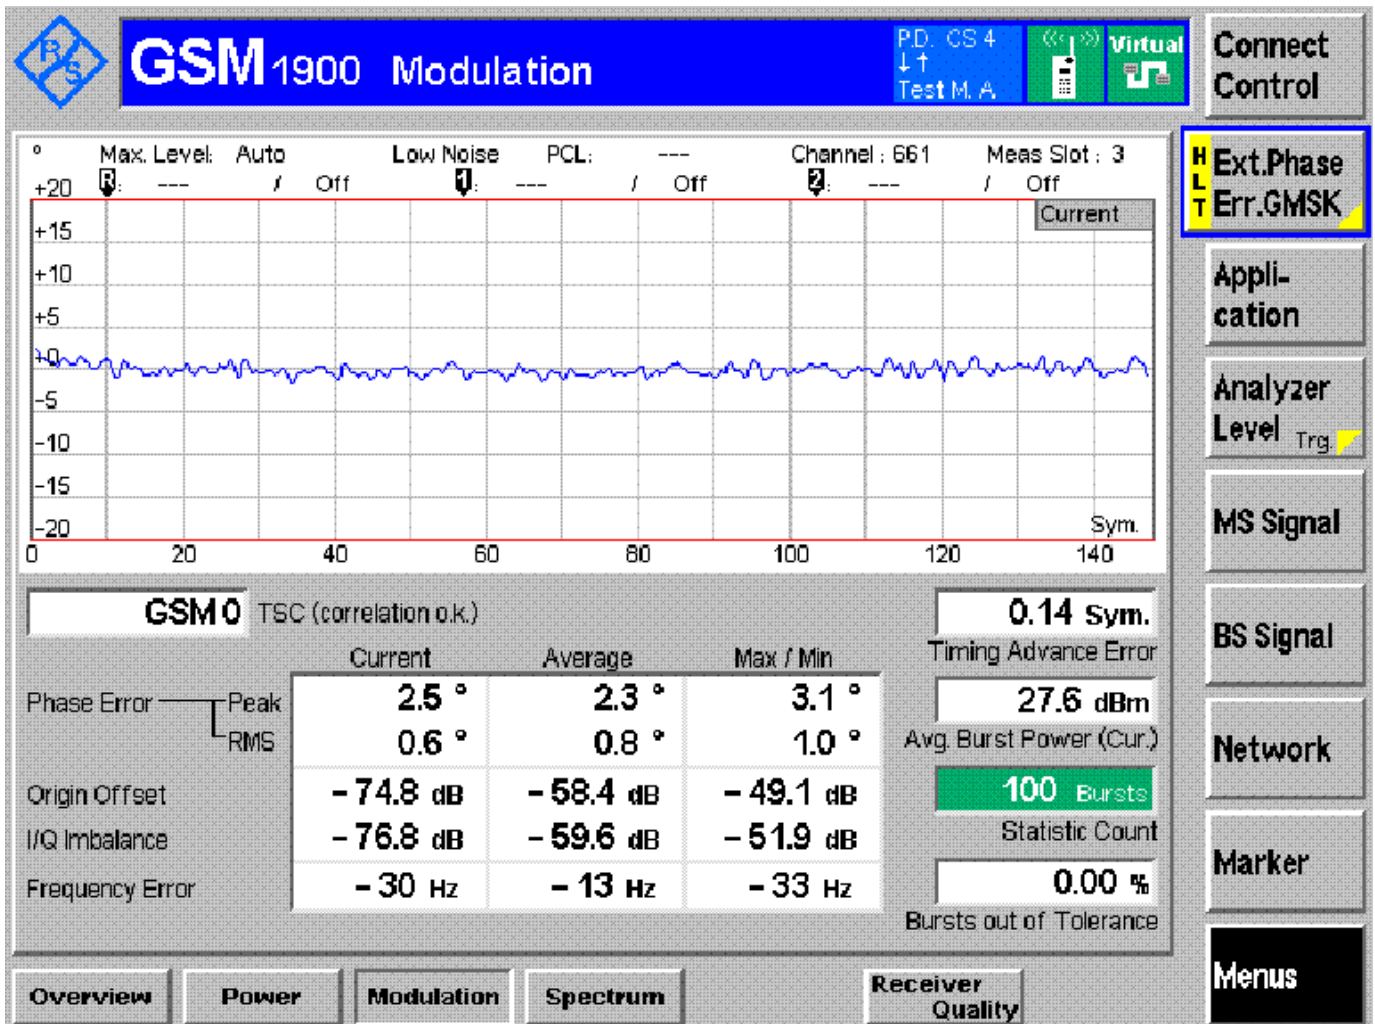 R/S
GSM 1900 Modulation
P.D. CS 4
↓↑
Test M. A.
Virtual
Connect
Control
° Max. Level: Auto Low Noise PCL: --- Channel : 661 Meas Slot : 3
R: --- / Off 1: --- / Off 2: --- / Off
Current
+20
+15
+10
+5
+0
-5
-10
-15
-20
Sym.
0 20 40 60 80 100 120 140
HLT
Ext.Phase
Err.GMSK
Appli-
cation
Analyzer
Level Trg.
MS Signal
BS Signal
Network
Marker
Menus
GSM 0 TSC (correlation o.k.)
0.14 Sym.
Timing Advance Error
Current Average Max / Min
Phase Error Peak 2.5 ° 2.3 ° 3.1 °
RMS 0.6 ° 0.8 ° 1.0 °
27.6 dBm
Avg. Burst Power (Cur.)
Origin Offset – 74.8 dB – 58.4 dB – 49.1 dB
I/Q Imbalance – 76.8 dB – 59.6 dB – 51.9 dB
100 Bursts
Statistic Count
Frequency Error – 30 Hz – 13 Hz – 33 Hz
0.00 %
Bursts out of Tolerance
Overview Power Modulation Spectrum Receiver
Quality